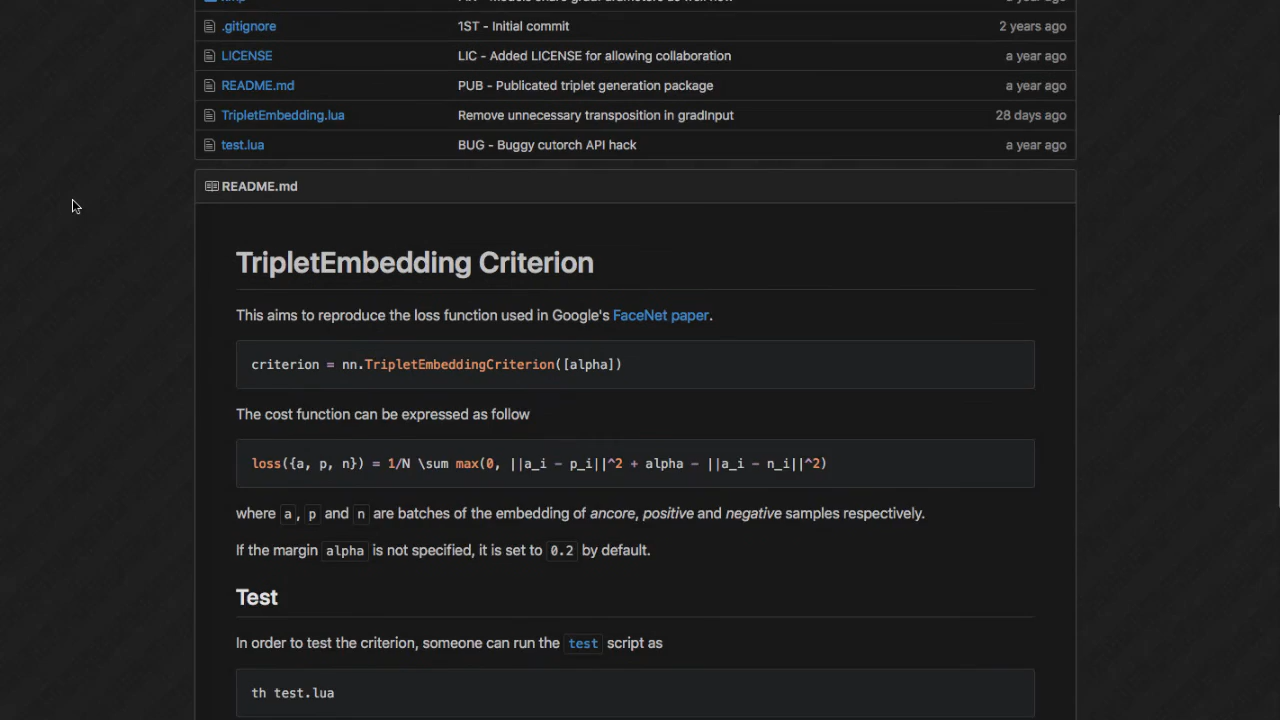 .gitignore 1ST - Initial commit 2 years ago
LICENSE LIC - Added LICENSE for allowing collaboration a year ago
README.md PUB - Publicated triplet generation package a year ago
TripletEmbedding.lua Remove unnecessary transposition in gradInput 28 days ago
test.lua BUG - Buggy cutorch API hack a year ago
README.md
TripletEmbedding Criterion
This aims to reproduce the loss function used in Google's FaceNet paper.
criterion = nn.TripletEmbeddingCriterion([alpha])
The cost function can be expressed as follow
loss({a, p, n}) = 1/N \sum max(0, ||a_i - p_i||^2 + alpha - ||a_i - n_i||^2)
where a, p and n are batches of the embedding of ancore, positive and negative samples respectively.
If the margin alpha is not specified, it is set to 0.2 by default.
Test
In order to test the criterion, someone can run the test script as
th test.lua